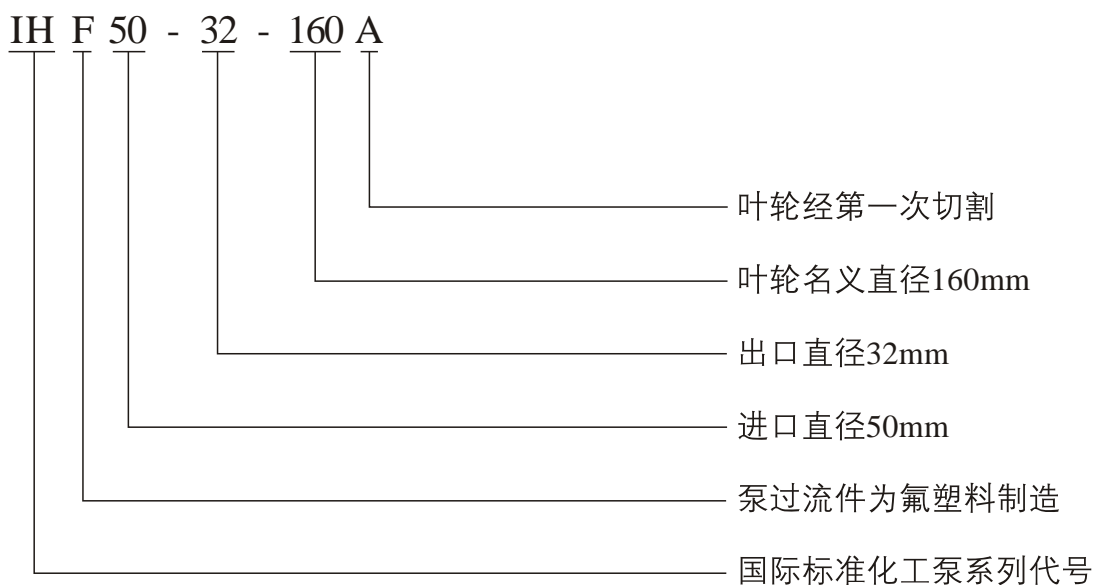 IH F 50 - 32 - 160 A
叶轮经第一次切割
叶轮名义直径160mm
出口直径32mm
进口直径50mm
泵过流件为氟塑料制造
国际标准化工泵系列代号